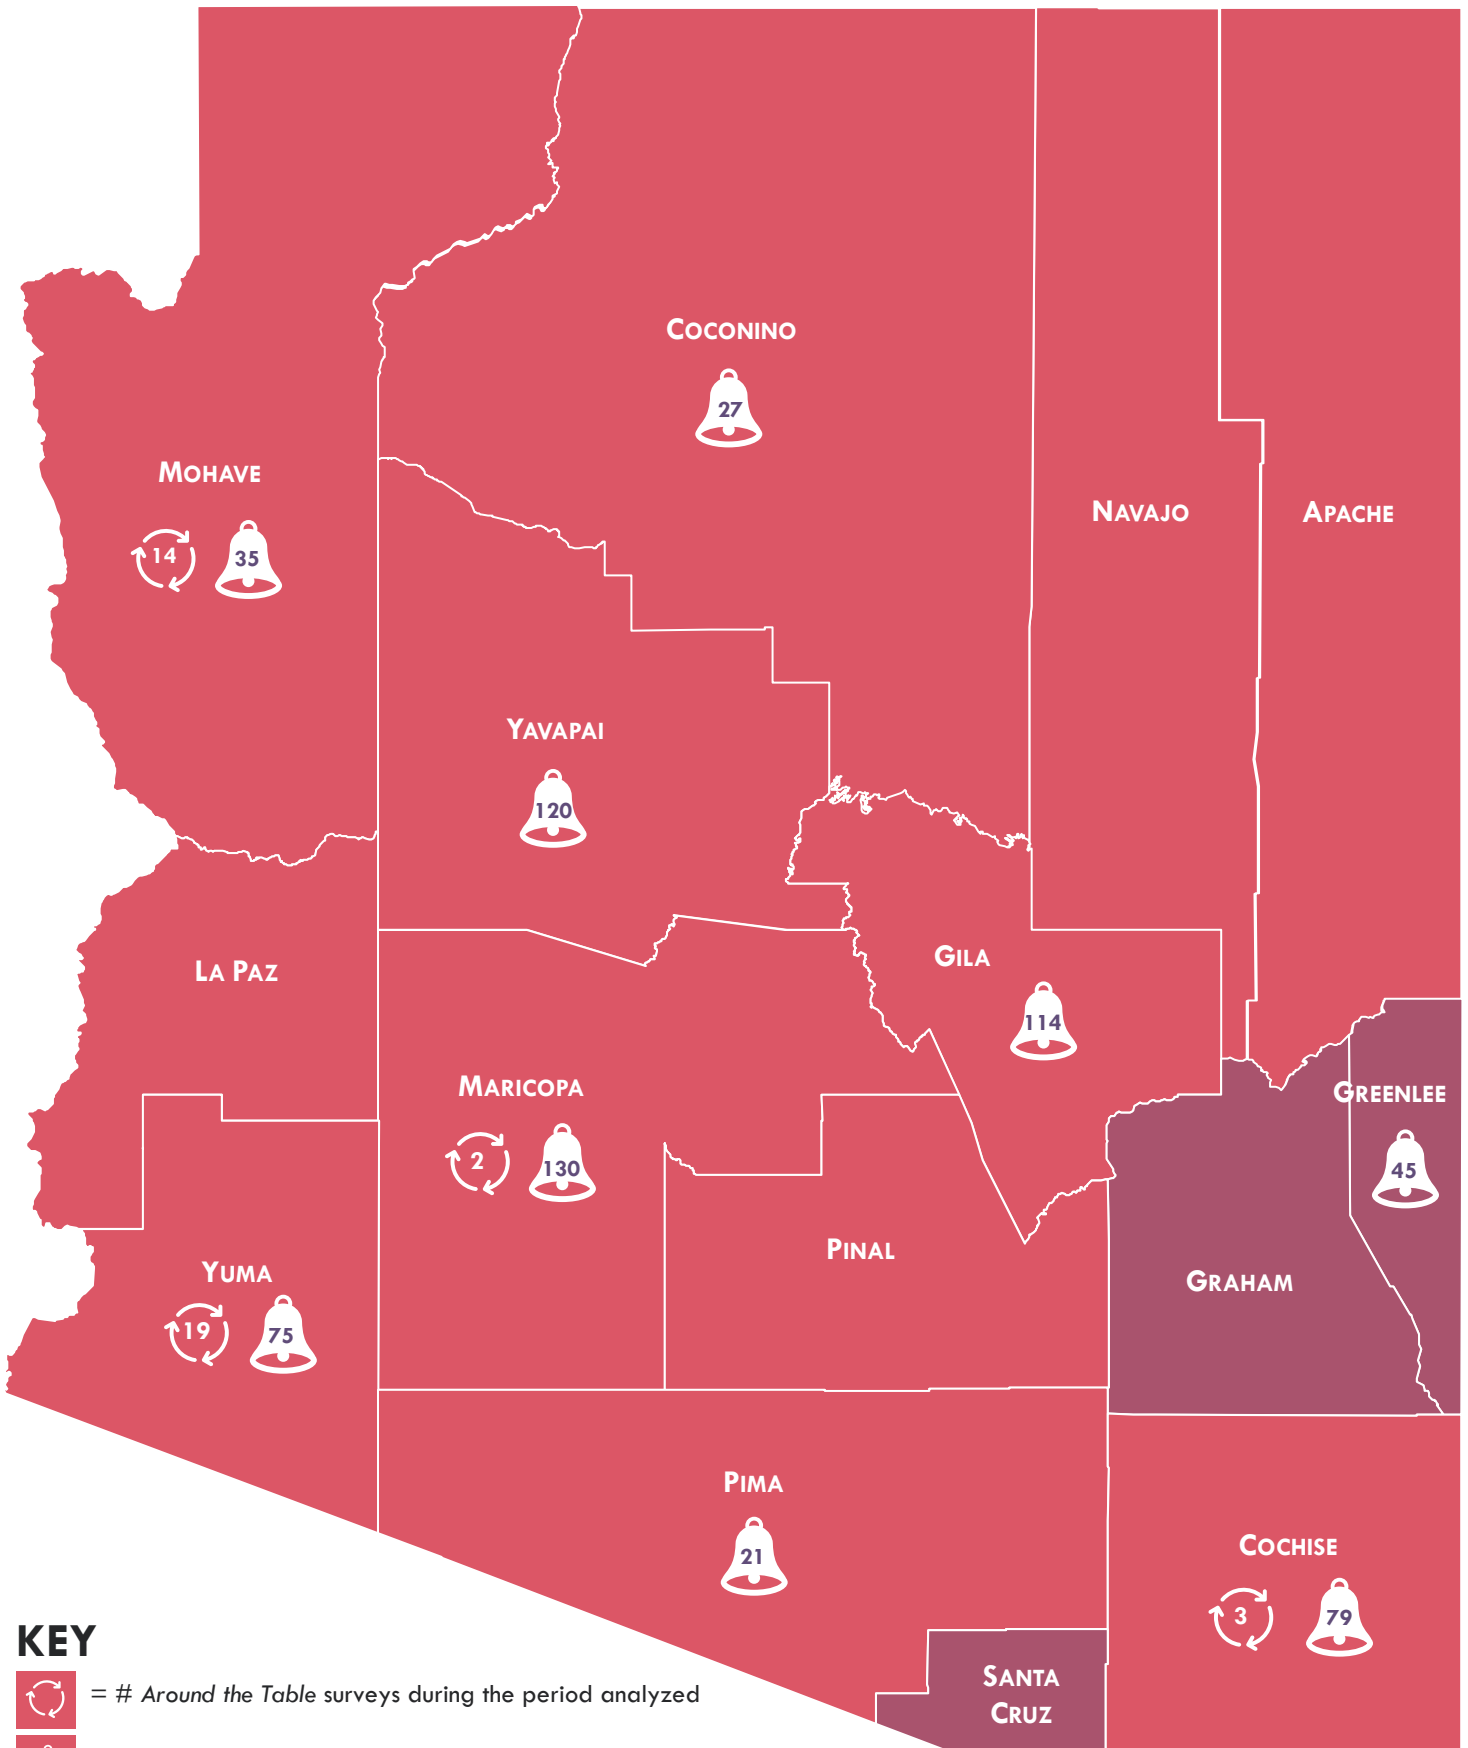 COCONINO
27
MOHAVE
14 35
NAVAJO
APACHE
YAVAPAI
120
GILA
114
LA PAZ
MARICOPA
2 130
GREENLEE
45
PINAL
YUMA
19 75
GRAHAM
PIMA
21
COCHISE
3 79
SANTA
CRUZ
KEY
= # Around the Table surveys during the period analyzed